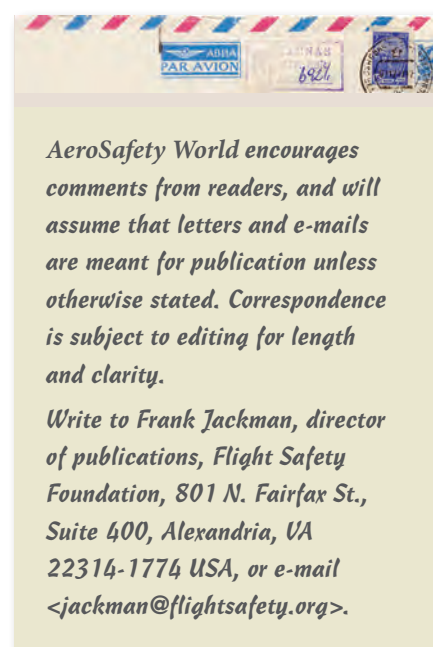 АВИА
PAR AVION
6921
AeroSafety World encourages
comments from readers, and will
assume that letters and e-mails
are meant for publication unless
otherwise stated. Correspondence
is subject to editing for length
and clarity.
Write to Frank Jackman, director
of publications, Flight Safety
Foundation, 801 N. Fairfax St.,
Suite 400, Alexandria, VA
22314-1774 USA, or e-mail
<jackman@flightsafety.org>.